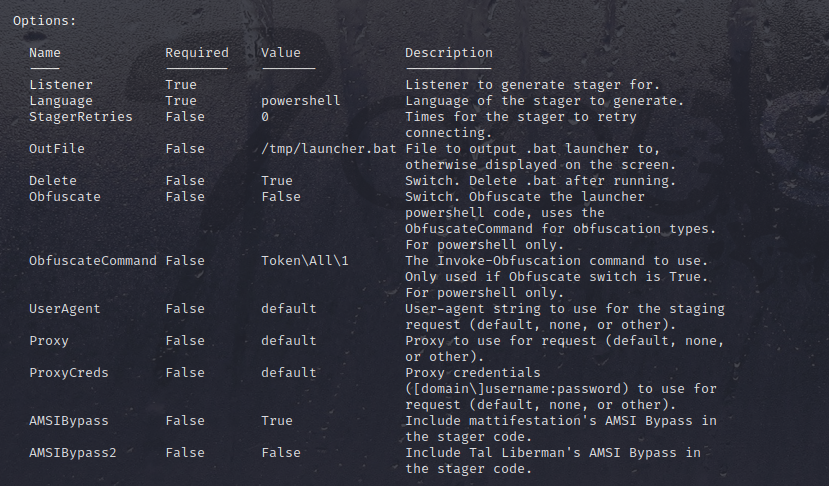 Options:
Name Required Value Description
Listener True Listener to generate stager for.
Language True powershell Language of the stager to generate.
StagerRetries False 0 Times for the stager to retry
connecting.
OutFile False /tmp/launcher.bat File to output .bat launcher to,
otherwise displayed on the screen.
Delete False True Switch. Delete .bat after running.
Obfuscate False False Switch. Obfuscate the launcher
powershell code, uses the
ObfuscateCommand for obfuscation types.
For powershell only.
ObfuscateCommand False Token\All\1 The Invoke-Obfuscation command to use.
Only used if Obfuscate switch is True.
For powershell only.
UserAgent False default User-agent string to use for the staging
request (default, none, or other).
Proxy False default Proxy to use for request (default, none,
or other).
ProxyCreds False default Proxy credentials
([domain\]username:password) to use for
request (default, none, or other).
AMSIBypass False True Include mattifestation's AMSI Bypass in
the stager code.
AMSIBypass2 False False Include Tal Liberman's AMSI Bypass in
the stager code.